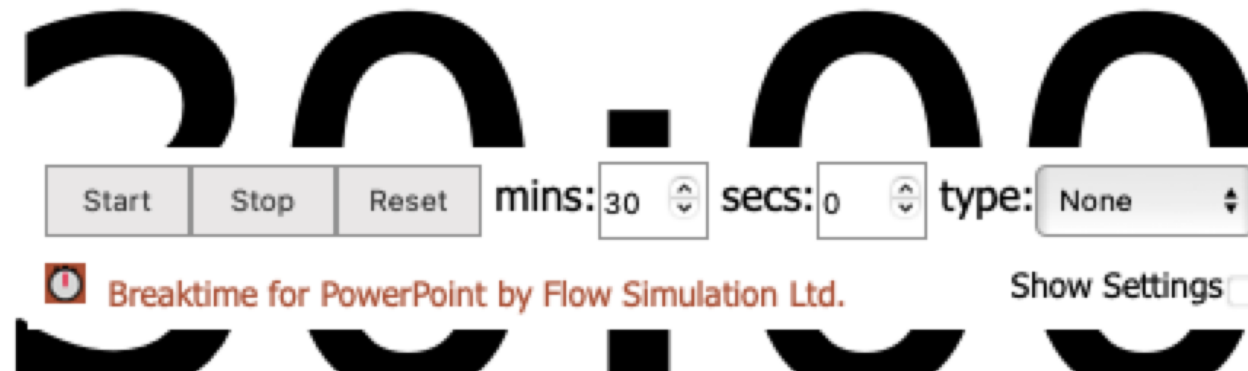 30:00
Start Stop Reset mins: 30 secs: 0 type: None
Breaktime for PowerPoint by Flow Simulation Ltd. Show Settings